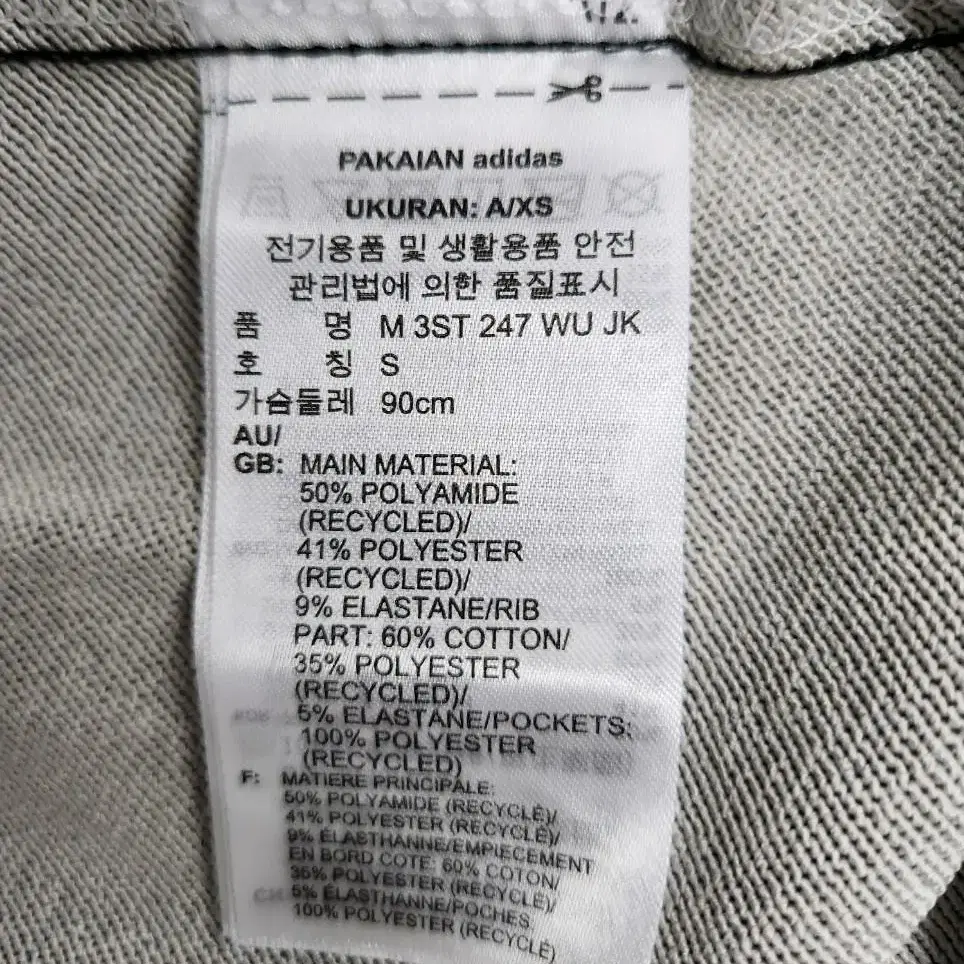 PAKAIAN adidas
UKURAN: A/XS
전기용품 및 생활용품 안전
관리법에 의한 품질표시
품 명 M 3ST 247 WU JK
호 칭 S
가슴둘레 90cm
AU/
GB: MAIN MATERIAL:
50% POLYAMIDE
(RECYCLED)/
41% POLYESTER
(RECYCLED)/
9% ELASTANE/RIB
PART: 60% COTTON/
35% POLYESTER
(RECYCLED)/
5% ELASTANE/POCKETS:
100% POLYESTER
(RECYCLED)
F: MATIERE PRINCIPALE:
50% POLYAMIDE (RECYCLÉ)/
41% POLYESTER (RECYCLÉ)/
9% ÉLASTHANNE/EMPIECEMENT
EN BORD COTE: 60% COTON/
35% POLYESTER (RECYCLÉ)/
5% ÉLASTHANNE/POCHES:
100% POLYESTER (RECYCLÉ)